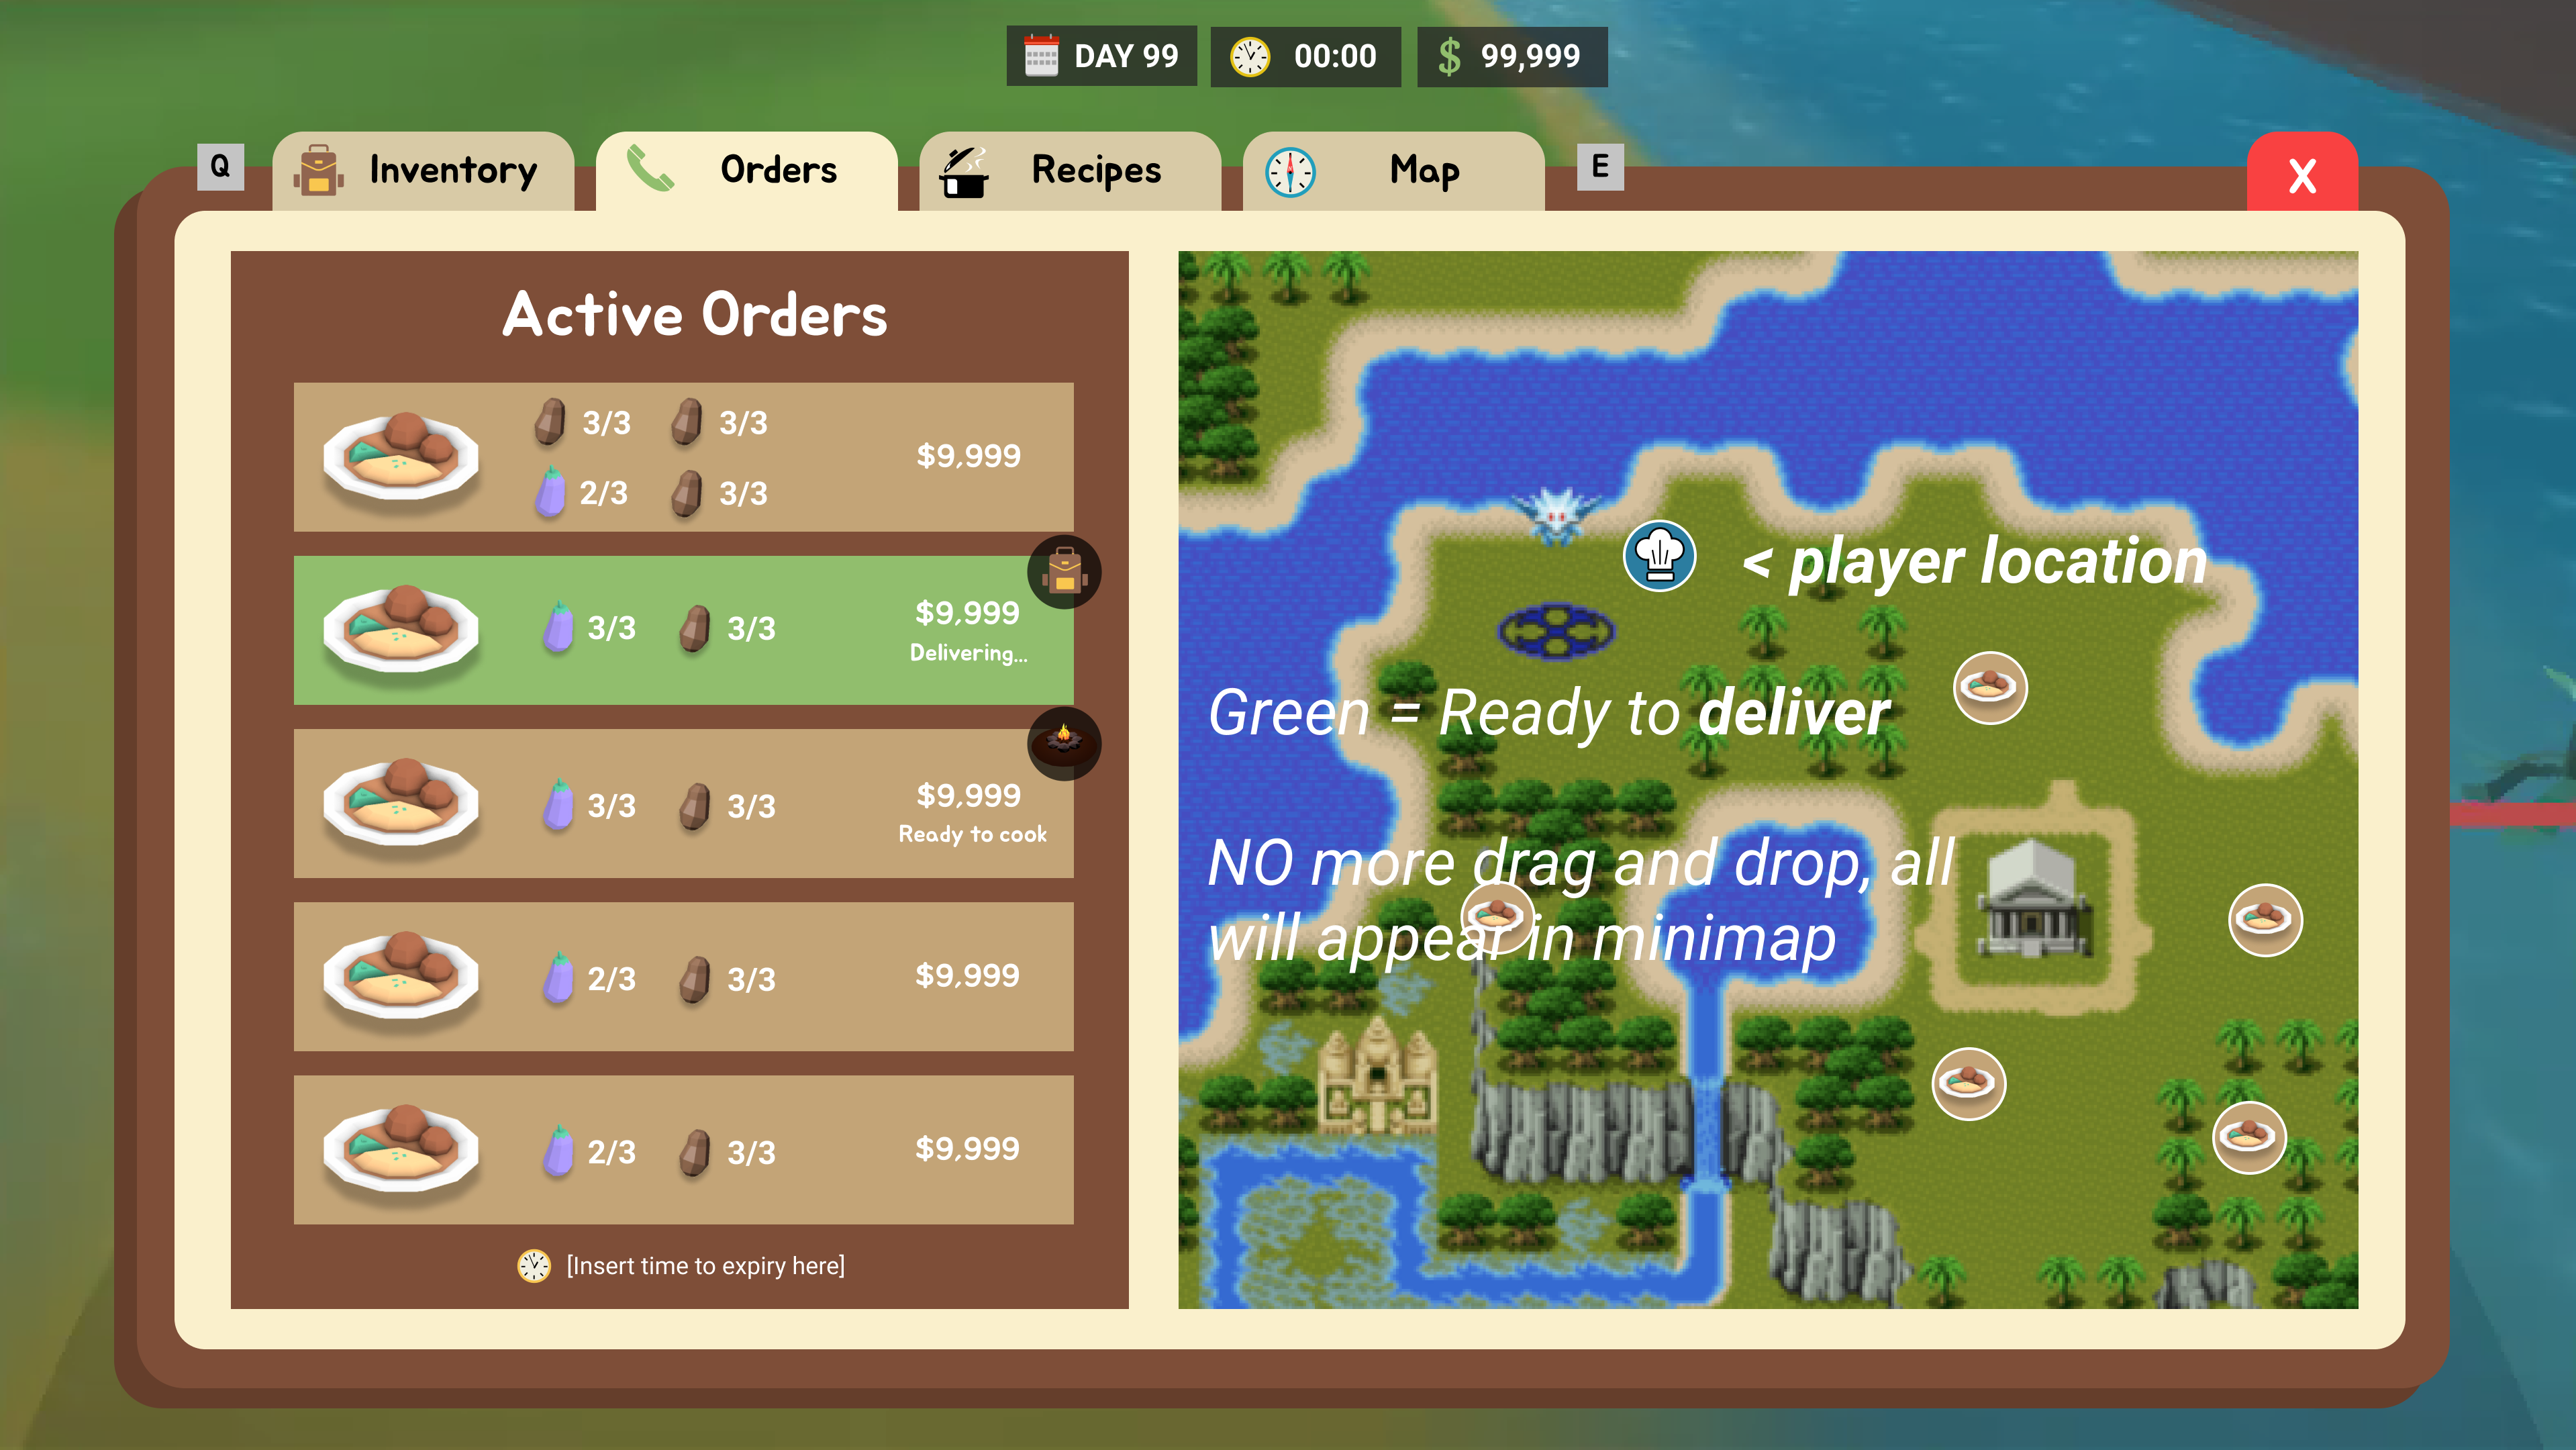 DAY 99
00:00
$ 99,999
Q
Inventory
Orders
Recipes
Map
E
X
Active Orders
3/3
3/3
2/3
3/3
$9,999
3/3
3/3
$9,999
Delivering...
3/3
3/3
$9,999
Ready to cook
2/3
3/3
$9,999
2/3
3/3
$9,999
[Insert time to expiry here]
< player location
Green = Ready to deliver
NO more drag and drop, all
will appear in minimap